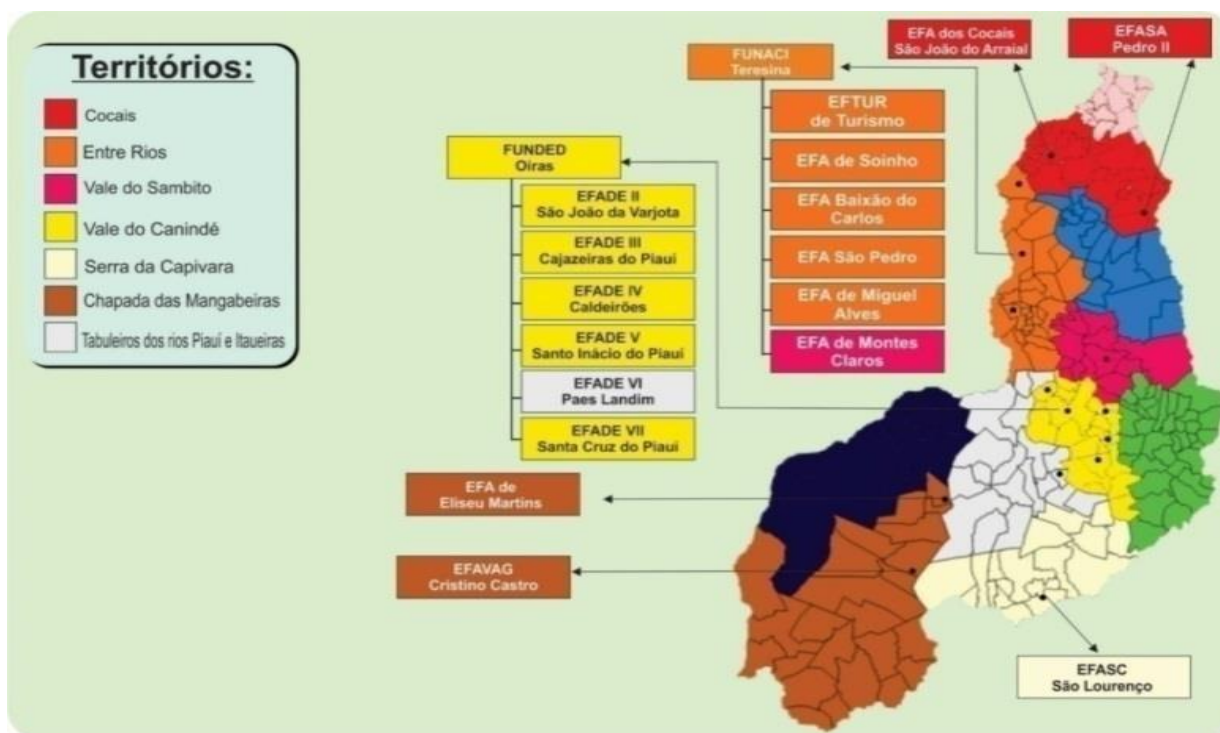 Territórios:
Cocais
Entre Rios
Vale do Sambito
Vale do Canindé
Serra da Capivara
Chapada das Mangabeiras
Tabuleiros dos rios Piauí e Itaueiras
EFA dos Cocais
São João do Arraial
EFASA
Pedro II
FUNACI
Teresina
EFTUR
de Turismo
EFA de Soinho
EFA Baixão do
Carlos
EFA São Pedro
EFA de Miguel
Alves
EFA de Montes
Claros
FUNDED
Oíras
EFADE II
São João da Varjota
EFADE III
Cajazeiras do Piauí
EFADE IV
Caldeirões
EFADE V
Santo Inácio do Piauí
EFADE VI
Paes Landim
EFADE VII
Santa Cruz do Piauí
EFA de
Eliseu Martins
EFAVAG
Cristino Castro
EFASC
São Lourenço